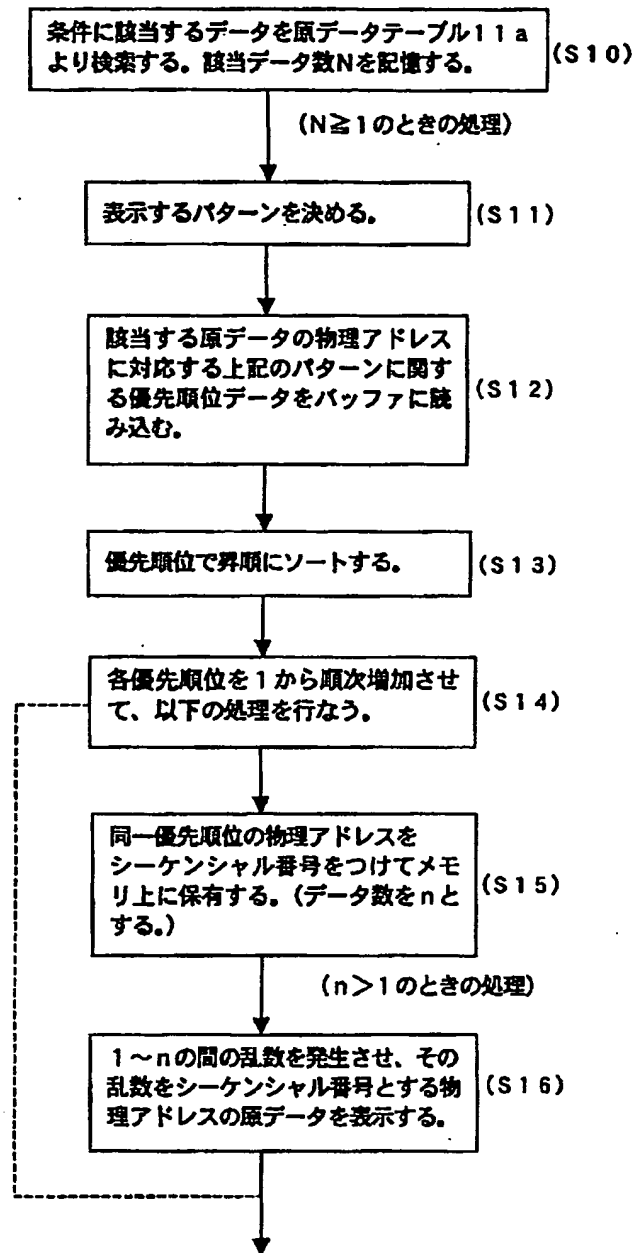 条件に該当するデータを原データテーブル11a
より検索する。該当データ数Nを記憶する。
(S10)
(N≧1のときの処理)
表示するパターンを決める。
(S11)
該当する原データの物理アドレス
に対応する上記のパターンに関す
る優先順位データをバッファに読
み込む。
(S12)
優先順位で昇順にソートする。
(S13)
各優先順位を1から順次増加させ
て、以下の処理を行なう。
(S14)
同一優先順位の物理アドレスを
シーケンシャル番号をつけてメモ
リ上に保有する。(データ数をnと
する。)
(S15)
(n>1のときの処理)
1~nの間の乱数を発生させ、その
乱数をシーケンシャル番号とする物
理アドレスの原データを表示する。
(S16)